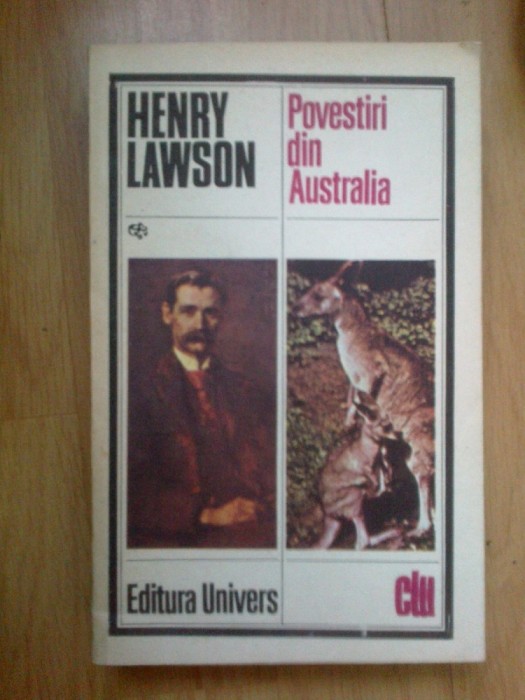 HENRY
LAWSON
Povestiri
din
Australia
Editura Univers
clu